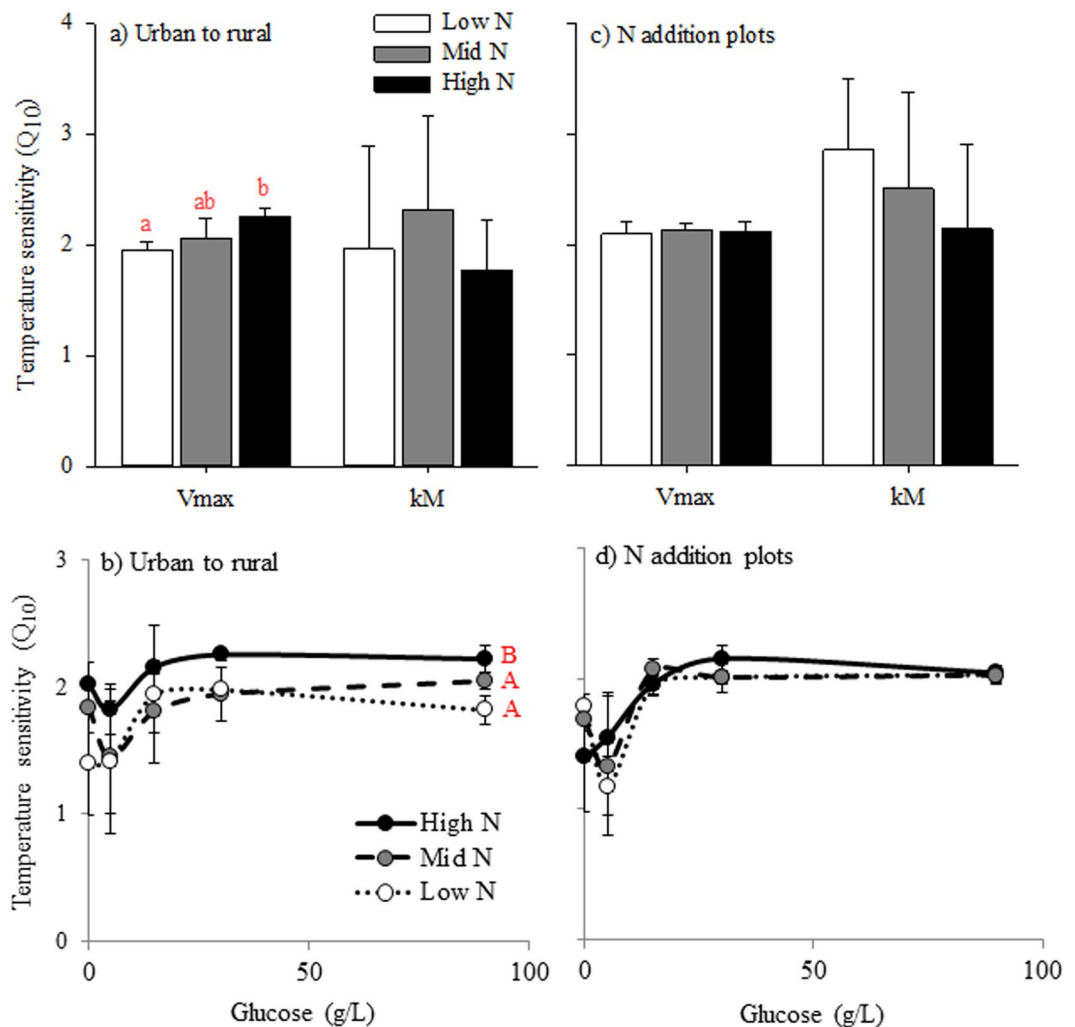 a) Urban to rural
Low N
Mid N
High N
c) N addition plots
Temperature sensitivity (Q10)
4
3
2
1
0
a
ab
b
Vmax
kM
Vmax
kM
b) Urban to rural
d) N addition plots
Temperature sensitivity (Q10)
3
2
1
0
B
A
A
High N
Mid N
Low N
0
50
100
0
50
100
Glucose (g/L)
Glucose (g/L)